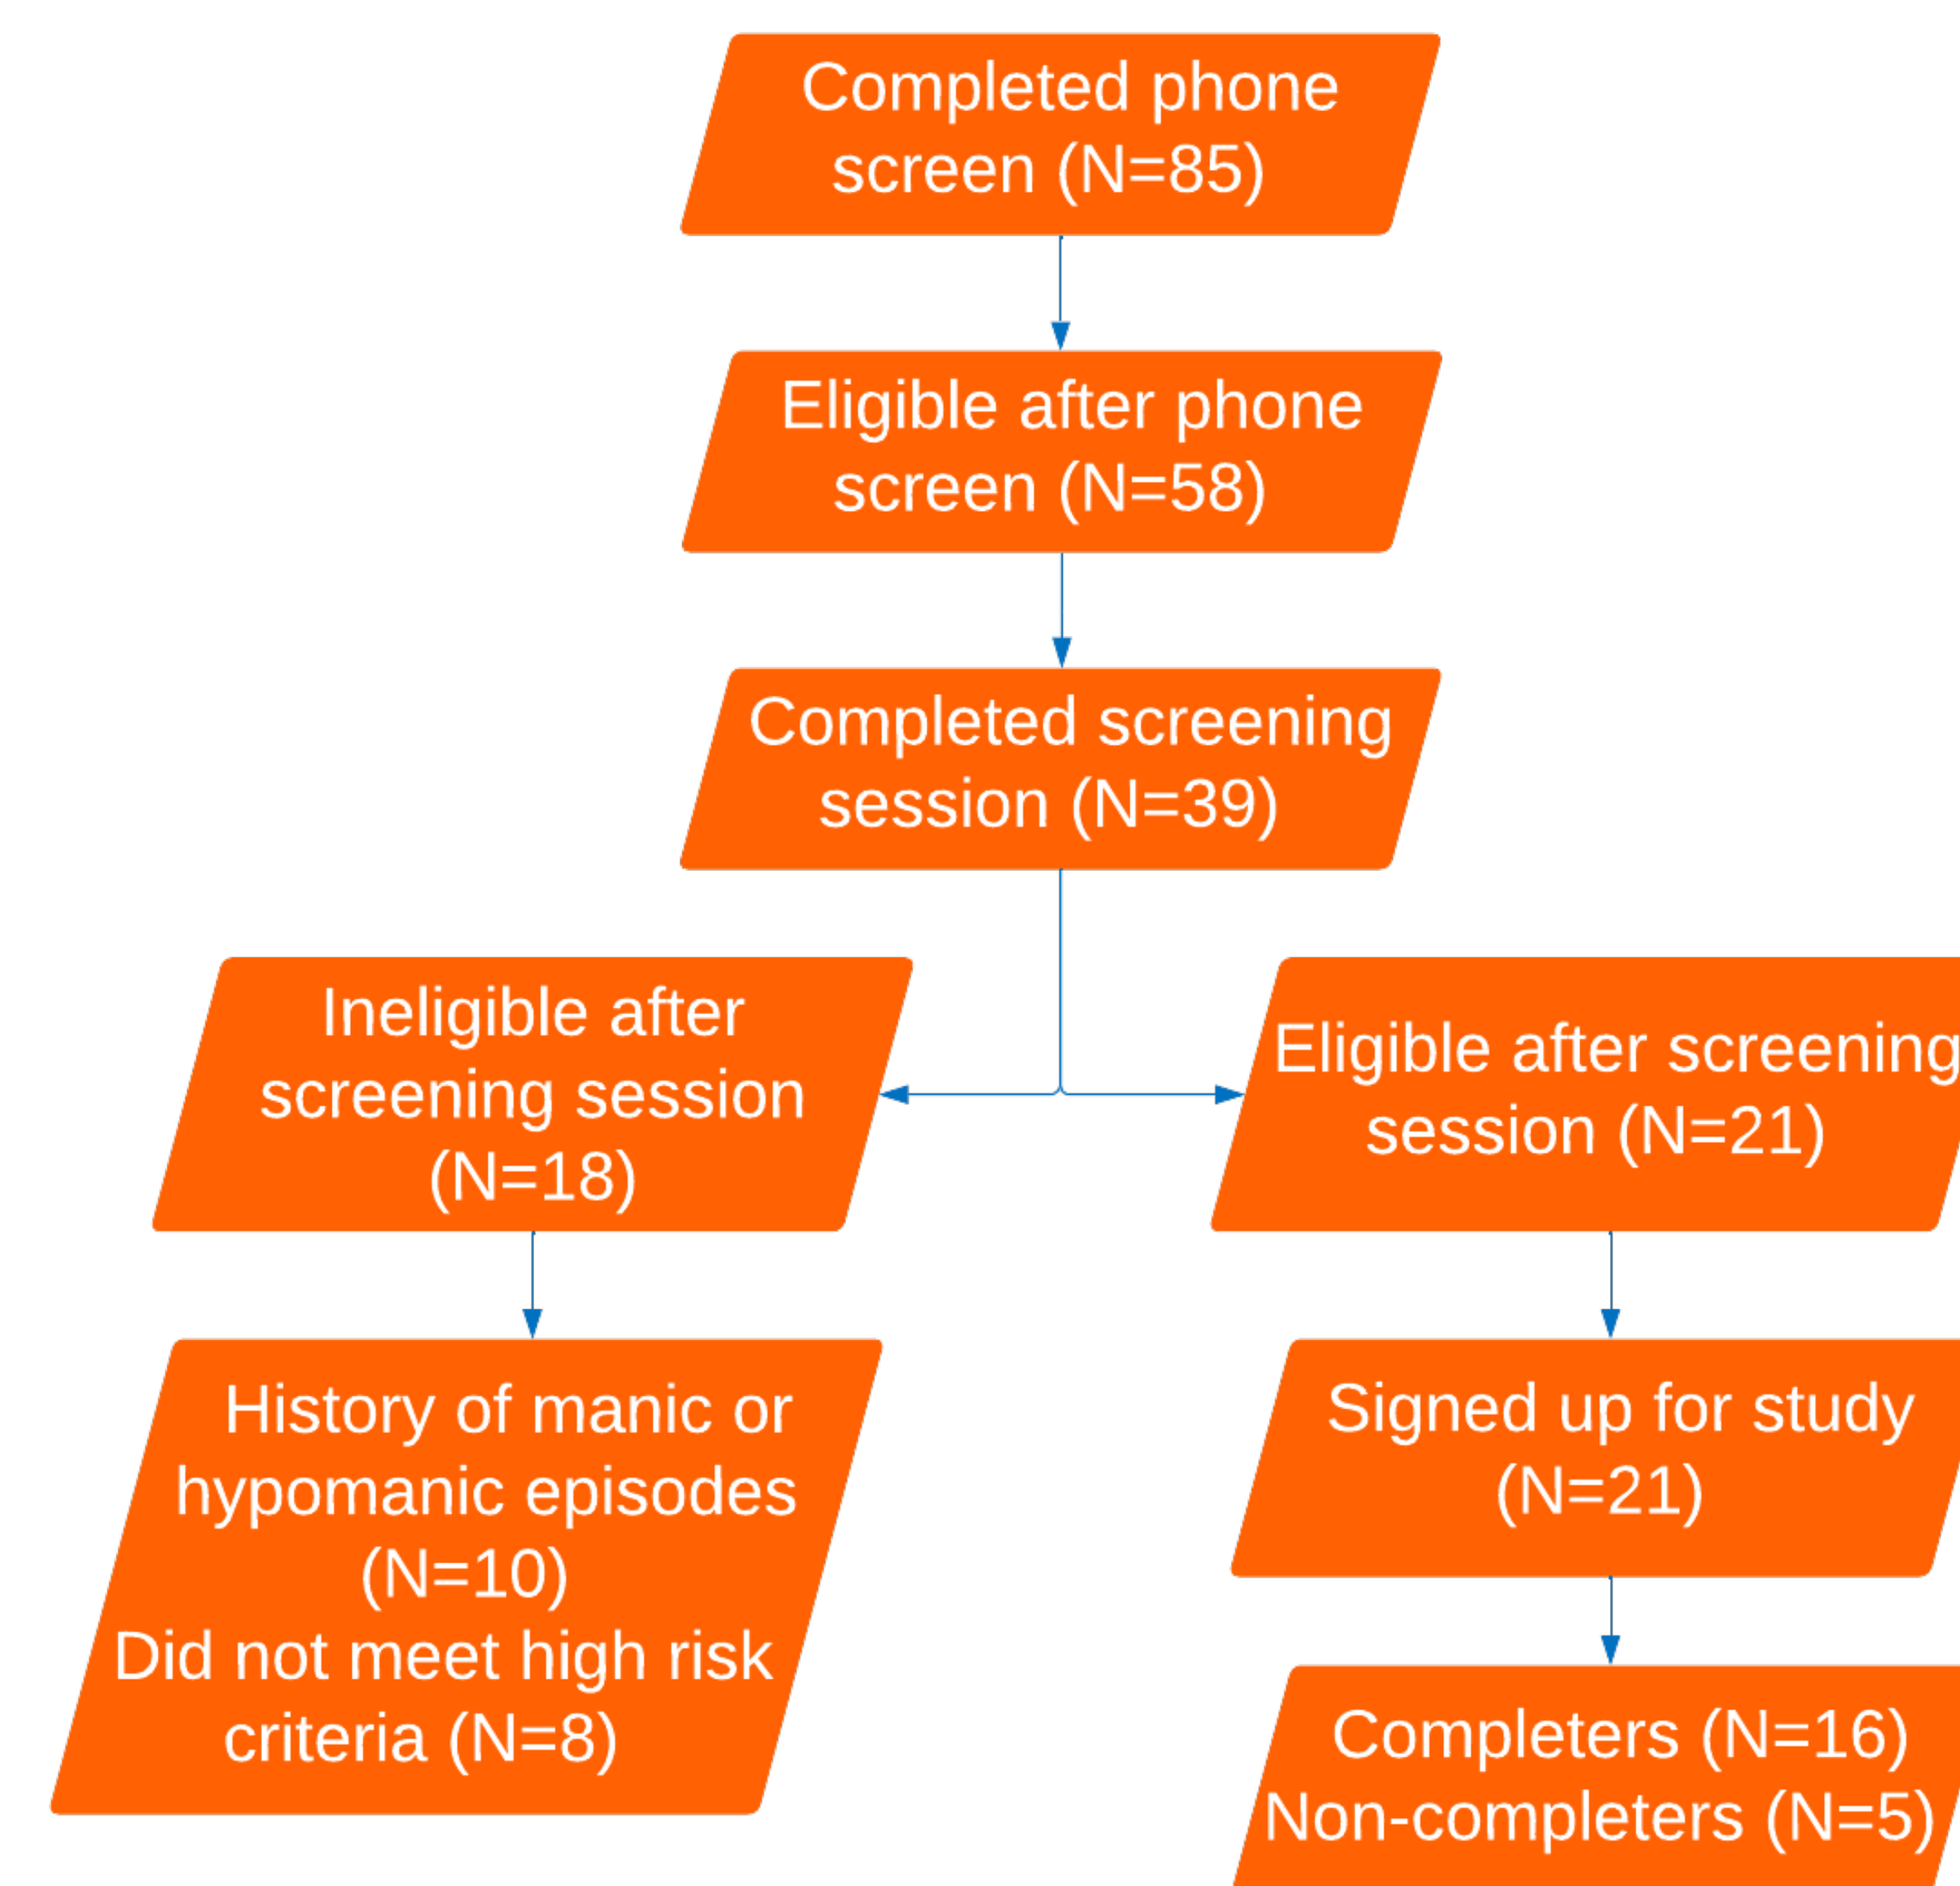 Completed phone
screen (N=85)
Eligible after phone
screen (N=58)
Completed screening
session (N=39)
Ineligible after
screening session
(N=18)
Eligible after screening
session (N=21)
History of manic or
hypomanic episodes
(N=10)
Did not meet high risk
criteria (N=8)
Signed up for study
(N=21)
Completers (N=16)
Non-completers (N=5)